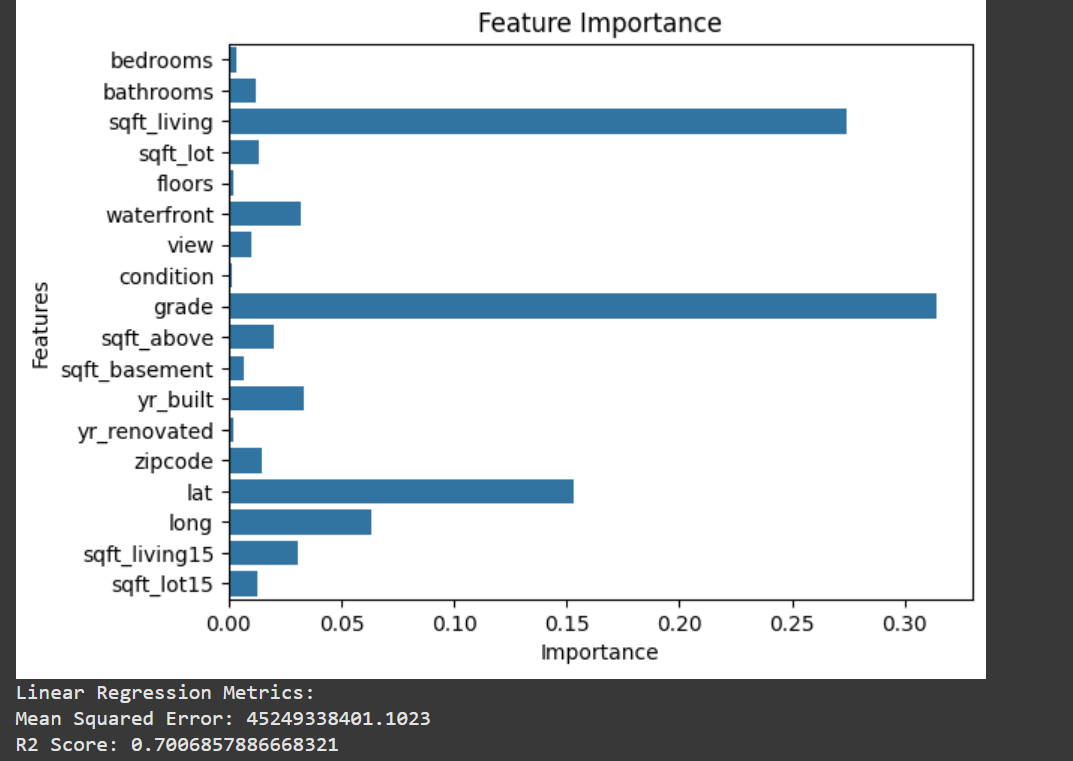 Feature Importance
bedrooms
bathrooms
sqft_living
sqft_lot
floors
waterfront
view
condition
grade
sqft_above
sqft_basement
yr_built
yr_renovated
zipcode
lat
long
sqft_living15
sqft_lot15
Features
0.00 0.05 0.10 0.15 0.20 0.25 0.30
Importance
Linear Regression Metrics:
Mean Squared Error: 45249338401.1023
R2 Score: 0.7006857886668321